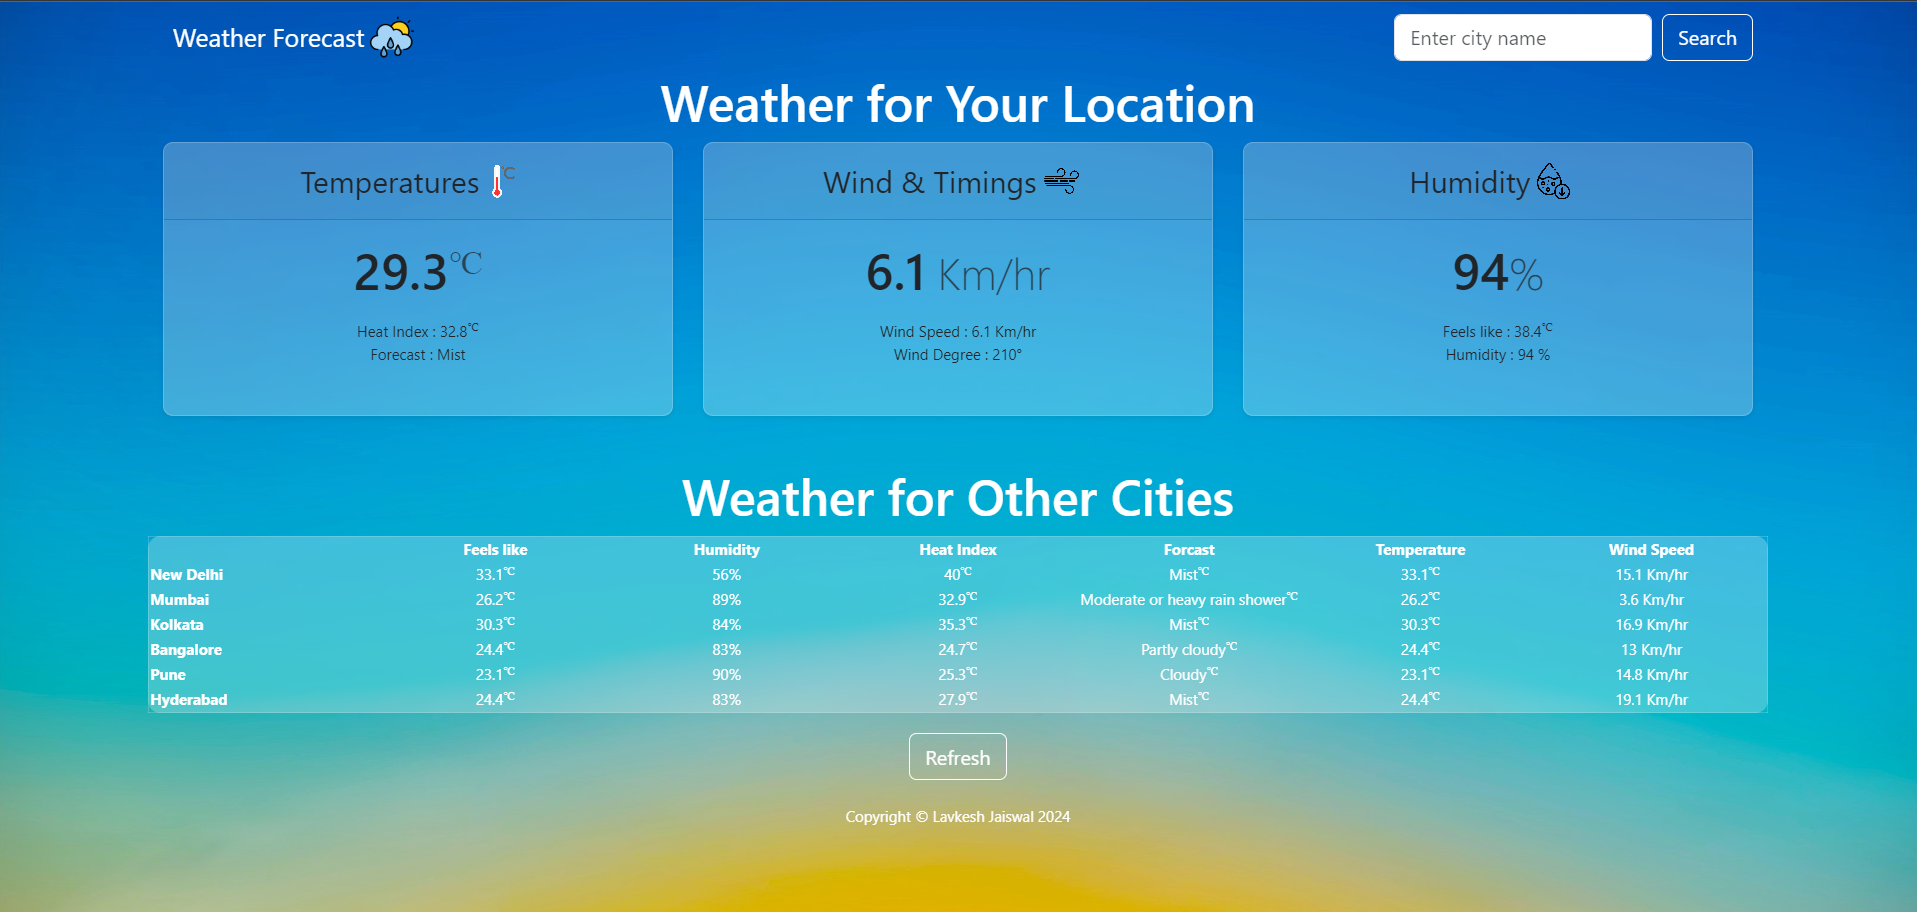 Weather Forecast
Enter city name
Search
Weather for Your Location
Temperatures °C
Wind & Timings
Humidity
29.3℃
6.1 Km/hr
94%
Heat Index : 32.8℃
Forecast : Mist
Wind Speed : 6.1 Km/hr
Wind Degree : 210°
Feels like : 38.4℃
Humidity : 94 %
Weather for Other Cities
Feels like Humidity Heat Index Forcast Temperature Wind Speed
New Delhi 33.1℃ 56% 40℃ Mist℃ 33.1℃ 15.1 Km/hr
Mumbai 26.2℃ 89% 32.9℃ Moderate or heavy rain shower℃ 26.2℃ 3.6 Km/hr
Kolkata 30.3℃ 84% 35.3℃ Mist℃ 30.3℃ 16.9 Km/hr
Bangalore 24.4℃ 83% 24.7℃ Partly cloudy℃ 24.4℃ 13 Km/hr
Pune 23.1℃ 90% 25.3℃ Cloudy℃ 23.1℃ 14.8 Km/hr
Hyderabad 24.4℃ 83% 27.9℃ Mist℃ 24.4℃ 19.1 Km/hr
Refresh
Copyright © Lavkesh Jaiswal 2024